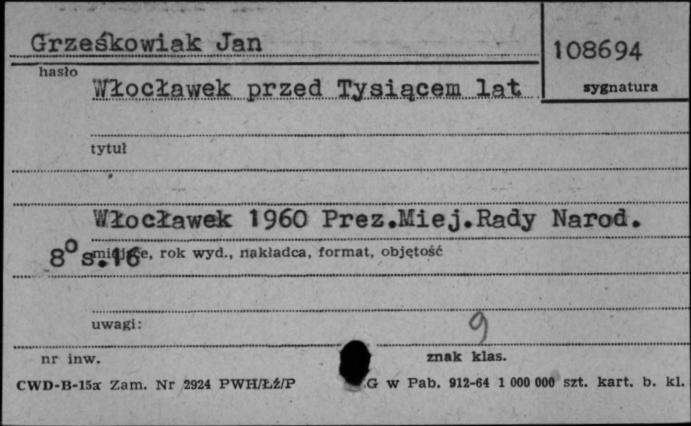 Grześkowiak Jan
108694
hasło
sygnatura
Włocławek przed Tysiącem lat
tytuł
Włocławek 1960 Prez.Miej.Rady Narod.
8° s.16
miejsce, rok wyd., nakładca, format, objętość
uwagi:
9
nr inw.
znak klas.
CWD-B-15a Zam. Nr 2924 PWH/Łź/P
G w Pab. 912-64 1 000 000 szt. kart. b. kl.